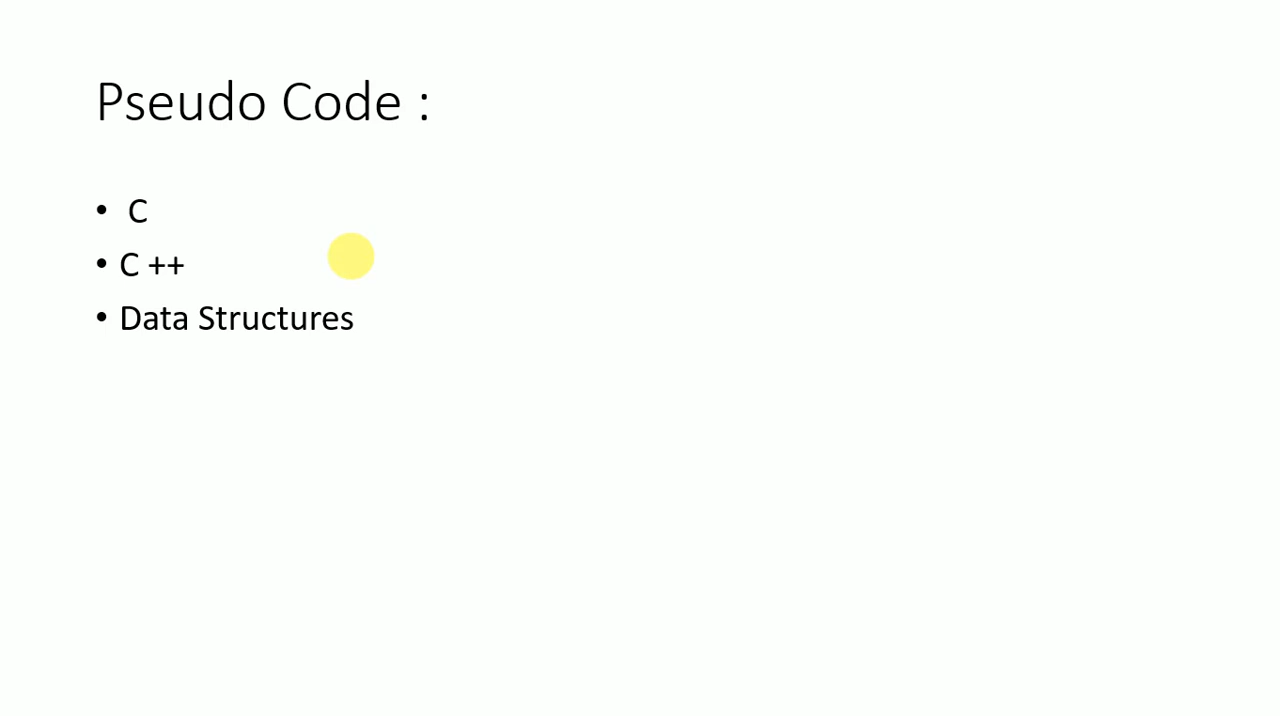 Pseudo Code :
• C
• C ++
• Data Structures